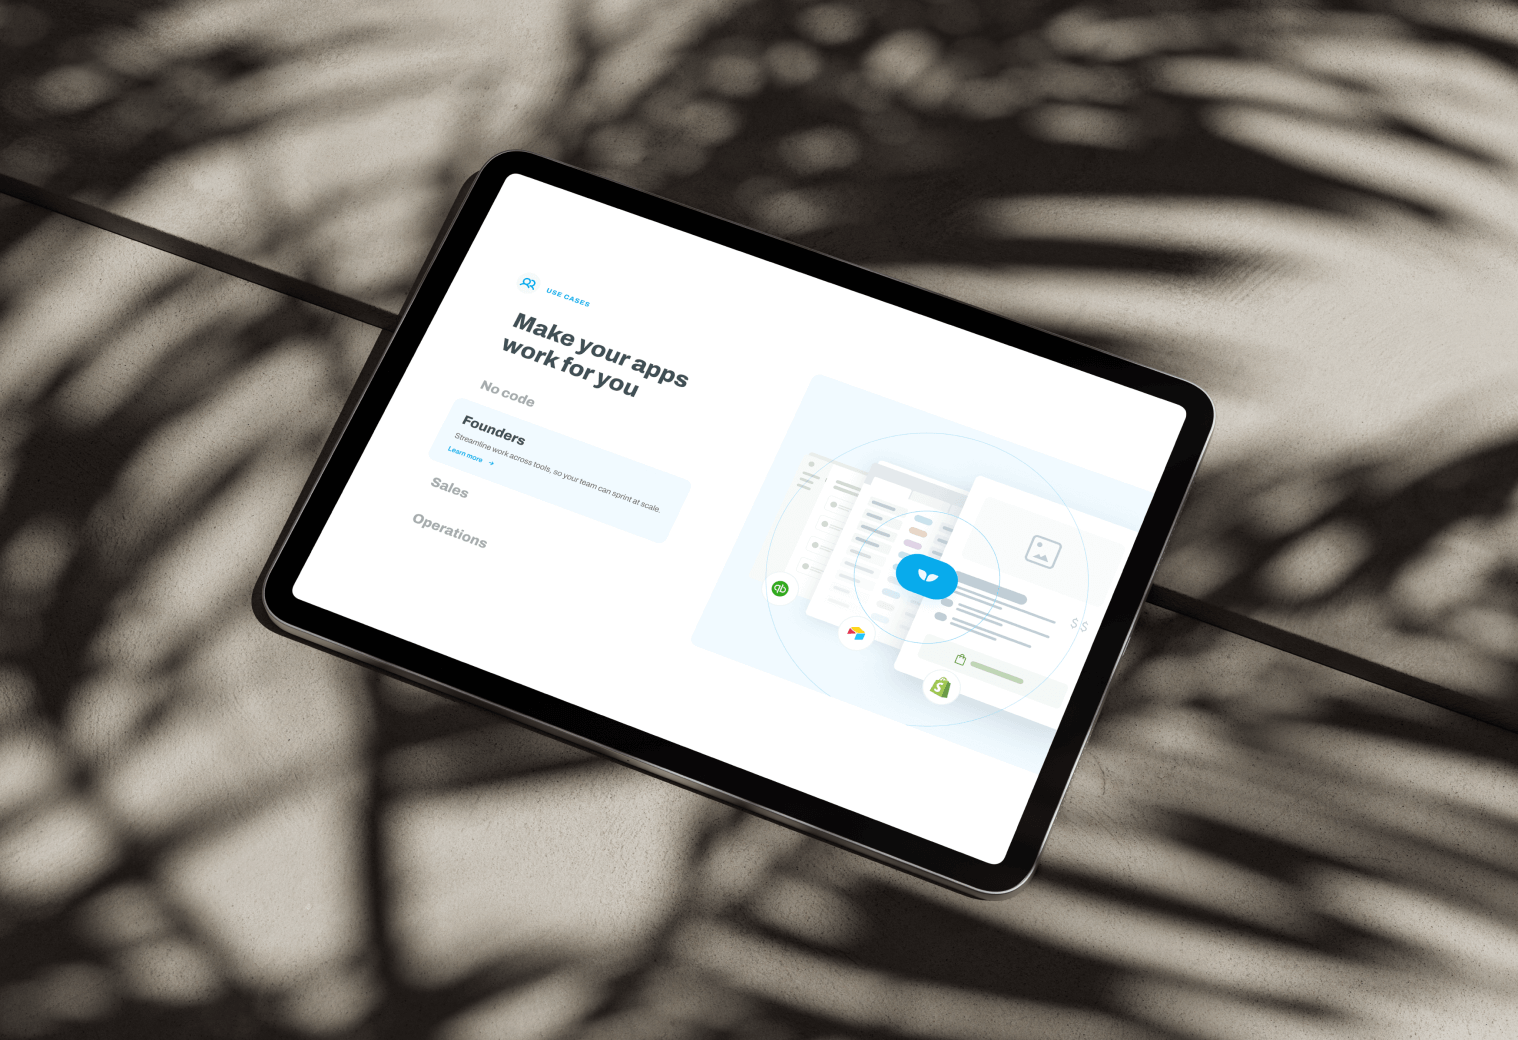 USE CASES
Make your apps
work for you
No code
Founders
Streamline work across tools, so your team can sprint at scale.
Learn more →
Sales
Operations
qb
S
$$